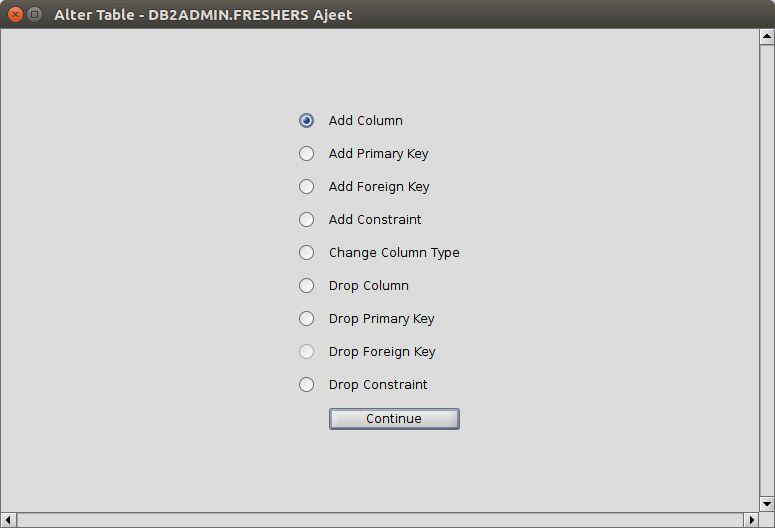 Alter Table - DB2ADMIN.FRESHERS Ajeet
Add Column
Add Primary Key
Add Foreign Key
Add Constraint
Change Column Type
Drop Column
Drop Primary Key
Drop Foreign Key
Drop Constraint
Continue